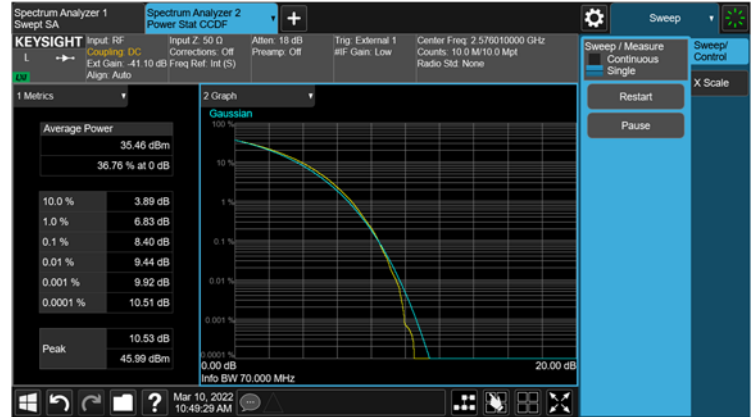 Spectrum Analyzer 1
Swept SA
Spectrum Analyzer 2
Power Stat CCDF
+
Sweep
KEYSIGHT
L
LXI
Input: RF
Coupling: DC
Ext Gain: -41.10 dB
Align: Auto
Input Z: 50 Ω
Corrections: Off
Freq Ref: Int (S)
Atten: 18 dB
Preamp: Off
Trig: External 1
#IF Gain: Low
Center Freq: 2.576010000 GHz
Counts: 10.0 M/10.0 Mpt
Radio Std: None
Sweep / Measure
Continuous
Single
Restart
Pause
Sweep/
Control
X Scale
1 Metrics
Average Power
35.46 dBm
36.76 % at 0 dB
10.0 % 3.89 dB
1.0 % 6.83 dB
0.1 % 8.40 dB
0.01 % 9.44 dB
0.001 % 9.92 dB
0.0001 % 10.51 dB
Peak
10.53 dB
45.99 dBm
2 Graph
Gaussian
100 %
10 %
1 %
0.1 %
0.01 %
0.001 %
0.0001 %
0.00 dB
20.00 dB
Info BW 70.000 MHz
?
Mar 10, 2022
10:49:29 AM